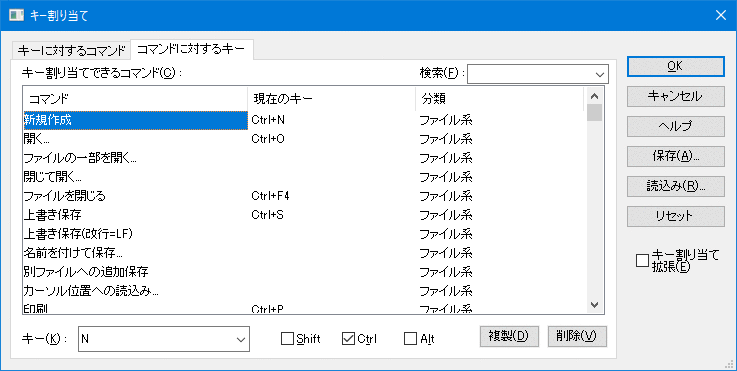 キー割り当て
キーに対するコマンド コマンドに対するキー
キー割り当てできるコマンド(C): 検索(F):
コマンド 現在のキー 分類
新規作成 Ctrl+N ファイル系
開く... Ctrl+O ファイル系
ファイルの一部を開く... ファイル系
閉じて開く... ファイル系
ファイルを閉じる Ctrl+F4 ファイル系
上書き保存 Ctrl+S ファイル系
上書き保存(改行=LF) ファイル系
名前を付けて保存... ファイル系
別ファイルへの追加保存 ファイル系
カーソル位置への読込み... ファイル系
印刷 Ctrl+P ファイル系
キー(K): N Shift Ctrl Alt 複製(D) 削除(V)
OK
キャンセル
ヘルプ
保存(A)...
読込み(R)...
リセット
キー割り当て
拡張(E)